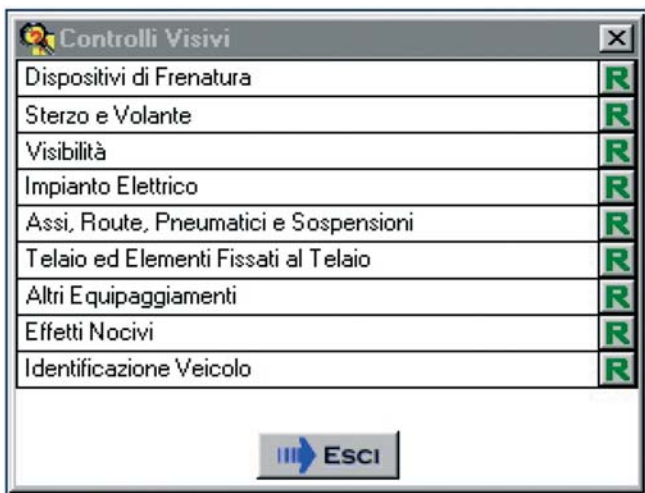 Controlli Visivi
Dispositivi di Frenatura R
Sterzo e Volante R
Visibilità R
Impianto Elettrico R
Assi, Route, Pneumatici e Sospensioni R
Telaio ed Elementi Fissati al Telaio R
Altri Equipaggiamenti R
Effetti Nocivi R
Identificazione Veicolo R
Esci